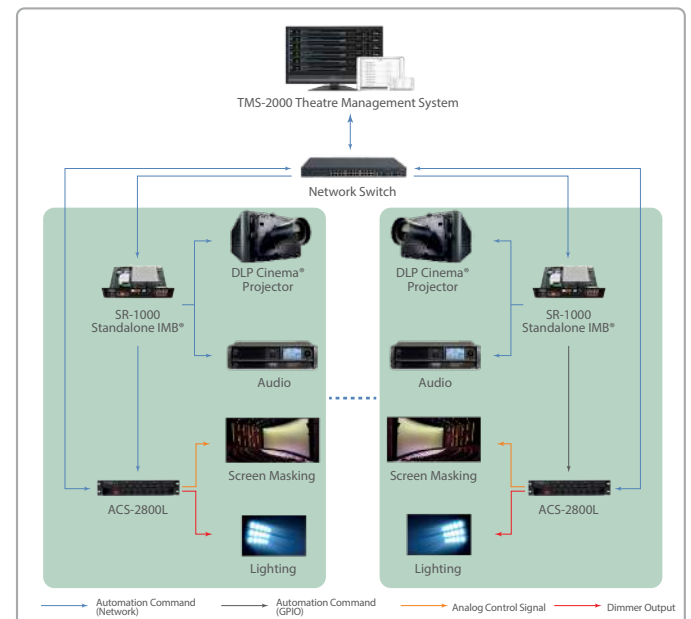 TMS-2000 Theatre Management System
Network Switch
DLP Cinema®
Projector
SR-1000
Standalone IMB®
Audio
Screen Masking
ACS-2800L
Lighting
DLP Cinema®
Projector
SR-1000
Standalone IMB®
Audio
Screen Masking
ACS-2800L
Lighting
Automation Command
(Network)
Automation Command
(GPIO)
Analog Control Signal
Dimmer Output